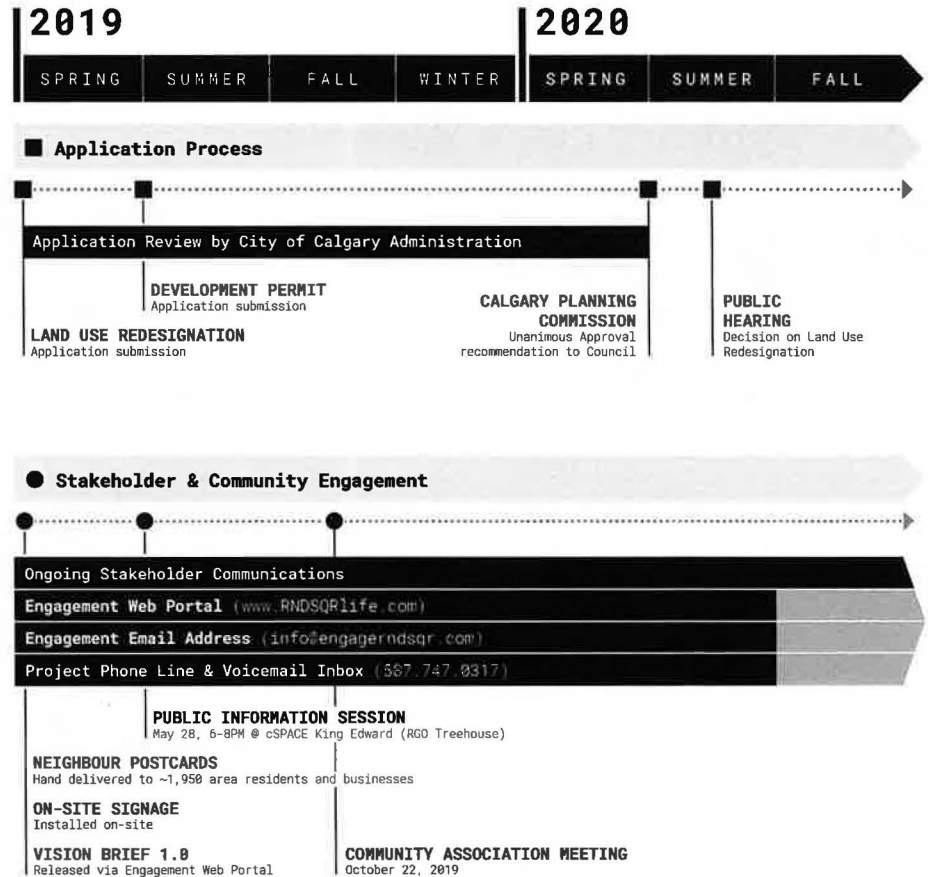 2019
2020
SPRING SUMMER FALL WINTER SPRING SUMMER FALL
Application Process
Application Review by City of Calgary Administration
DEVELOPMENT PERMIT
Application submission
LAND USE REDESIGNATION
Application submission
CALGARY PLANNING
COMMISSION
Unanimous Approval
recommendation to Council
PUBLIC
HEARING
Decision on Land Use
Redesignation
Stakeholder & Community Engagement
Ongoing Stakeholder Communications
Engagement Web Portal (www.RNDSQRlife.com)
Engagement Email Address (info@engagerndsqr.com)
Project Phone Line & Voicemail Inbox (587.747.0317)
PUBLIC INFORMATION SESSION
May 28, 6-8PM @ cSPACE King Edward (RGO Treehouse)
NEIGHBOUR POSTCARDS
Hand delivered to ~1,950 area residents and businesses
ON-SITE SIGNAGE
Installed on-site
VISION BRIEF 1.0
Released via Engagement Web Portal
COMMUNITY ASSOCIATION MEETING
October 22, 2019